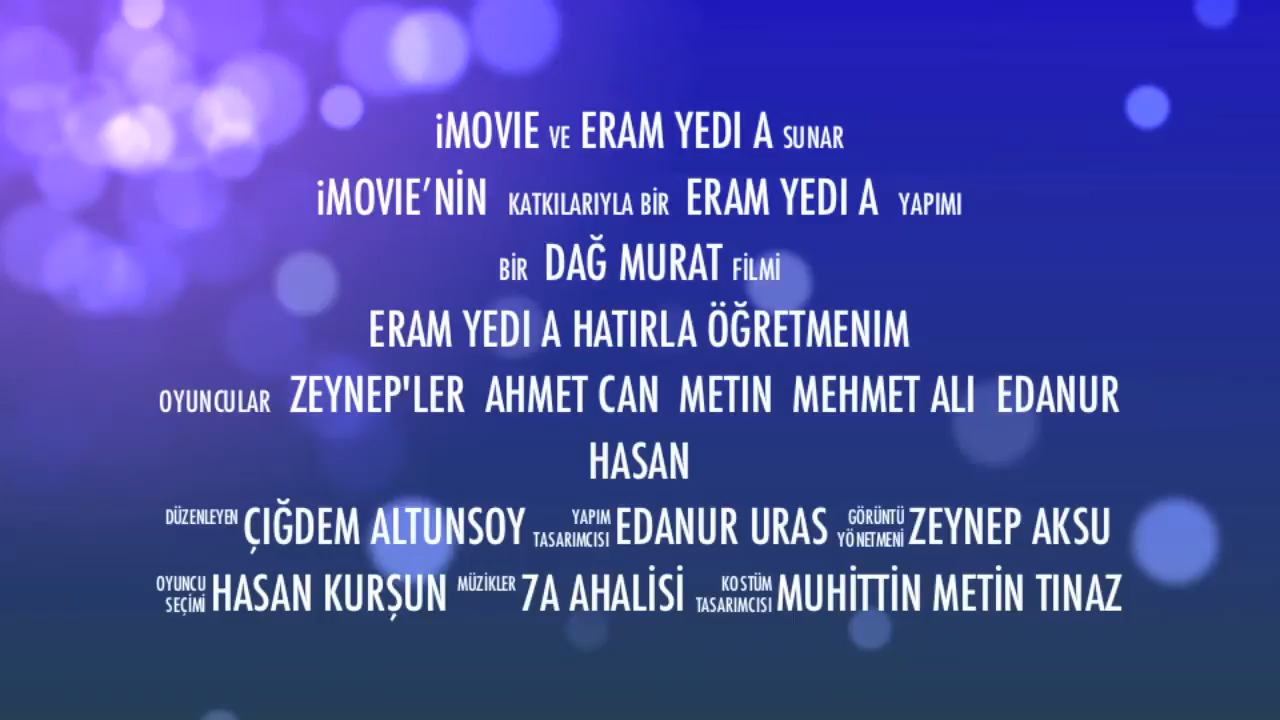 iMOVIE VE ERAM YEDI A SUNAR
iMOVIE’NİN KATKILARIYLA BİR ERAM YEDI A YAPIMI
BİR DAĞ MURAT FİLMİ
ERAM YEDI A HATIRLA ÖĞRETMENIM
OYUNCULAR ZEYNEP'LER AHMET CAN METIN MEHMET ALI EDANUR
HASAN
DÜZENLEYEN ÇIĞDEM ALTUNSOY YAPIM TASARIMCISI EDANUR URAS GÖRÜNTÜ YÖNETMENİ ZEYNEP AKSU
OYUNCU SEÇİMİ HASAN KURŞUN MÜZİKLER 7A AHALİSİ KOSTÜM TASARIMCISI MUHİTTİN METİN TINAZ